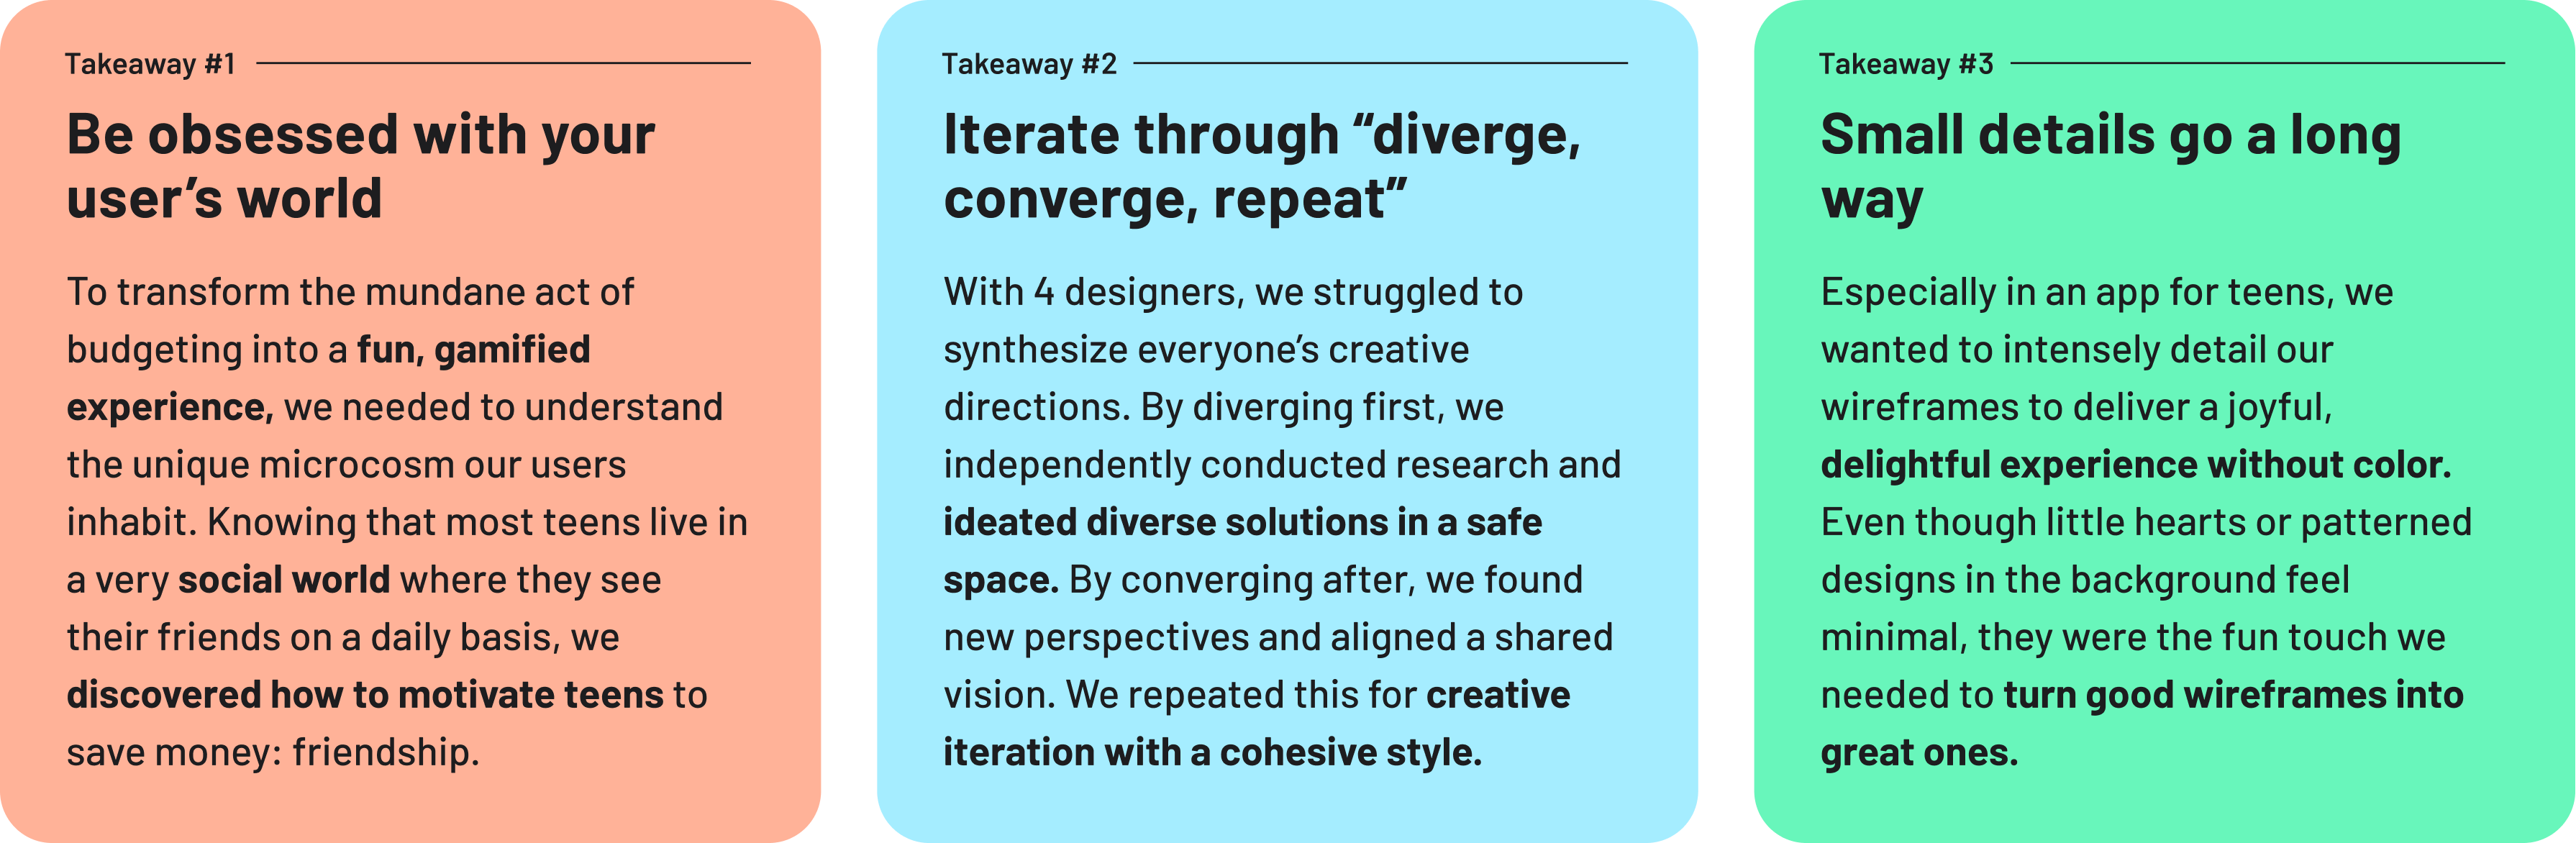 Takeaway #1
Be obsessed with your
user’s world
To transform the mundane act of
budgeting into a fun, gamified
experience, we needed to understand
the unique microcosm our users
inhabit. Knowing that most teens live in
a very social world where they see
their friends on a daily basis, we
discovered how to motivate teens to
save money: friendship.
Takeaway #2
Iterate through “diverge,
converge, repeat”
With 4 designers, we struggled to
synthesize everyone’s creative
directions. By diverging first, we
independently conducted research and
ideated diverse solutions in a safe
space. By converging after, we found
new perspectives and aligned a shared
vision. We repeated this for creative
iteration with a cohesive style.
Takeaway #3
Small details go a long
way
Especially in an app for teens, we
wanted to intensely detail our
wireframes to deliver a joyful,
delightful experience without color.
Even though little hearts or patterned
designs in the background feel
minimal, they were the fun touch we
needed to turn good wireframes into
great ones.